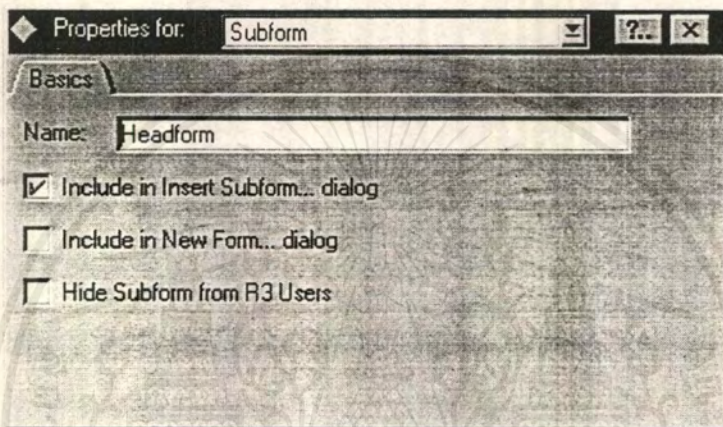 Properties for: Subform ?..
Basics
Name: Headform
Include in Insert Subform... dialog
Include in New Form... dialog
Hide Subform from R3 Users